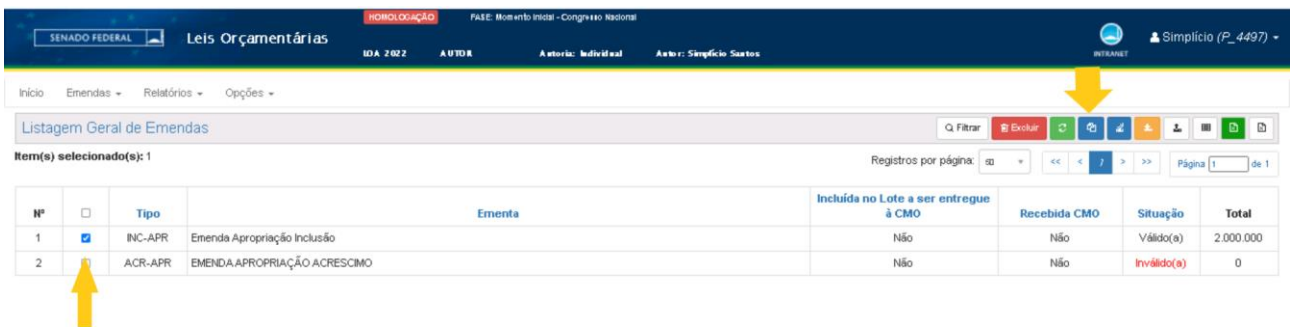 HOMOLOGAÇÃO FASE: Momento Inicial - Congresso Nacional
SENADO FEDERAL Leis Orçamentárias
LOA 2022 AUTOR Autoria: Individual Autor: Simplício Santos
INTRANET
Simplício (P_4497)
Início Emendas Relatórios Opções
Listagem Geral de Emendas Filtrar Excluir
Item(s) selecionado(s): 1 Registros por página: 50 << < 1 > >> Página 1 de 1
Nº Tipo Ementa Incluída no Lote a ser entregue à CMO Recebida CMO Situação Total
1 INC-APR Emenda Apropriação Inclusão Não Não Válido(a) 2.000.000
2 ACR-APR EMENDA APROPRIAÇÃO ACRESCIMO Não Não Inválido(a) 0